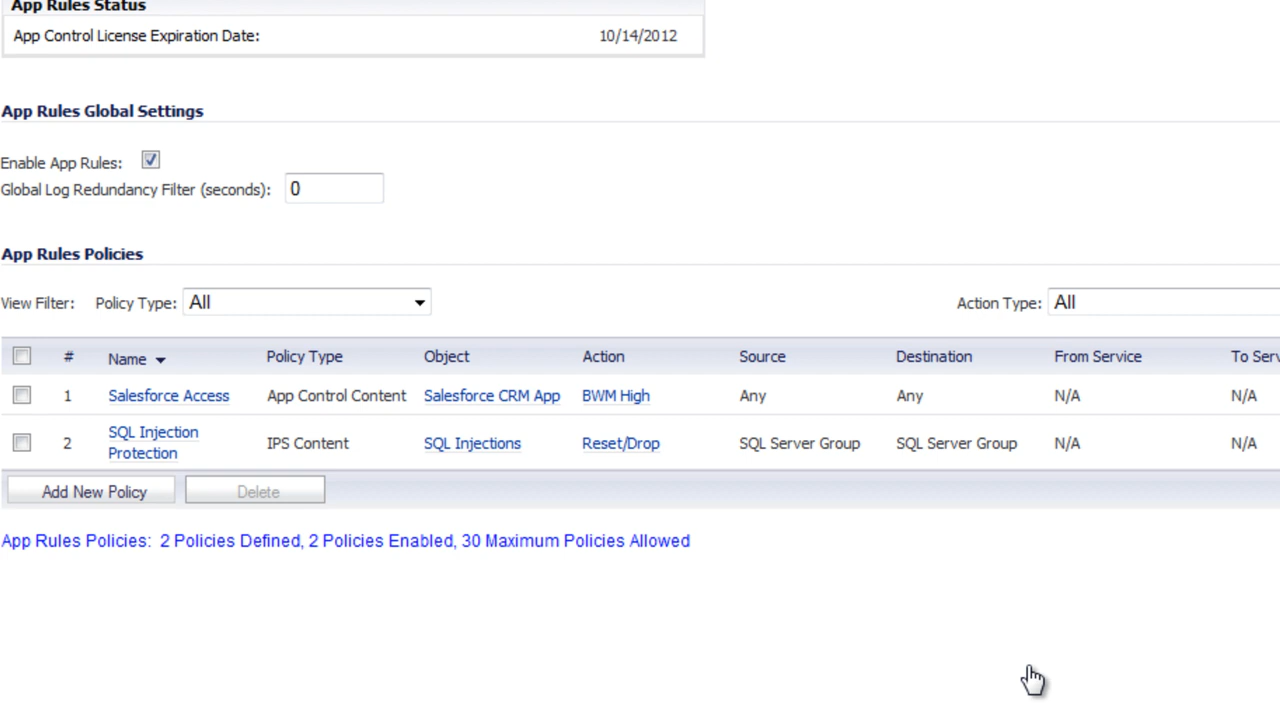 App Rules Status
App Control License Expiration Date: 10/14/2012
App Rules Global Settings
Enable App Rules:
Global Log Redundancy Filter (seconds): 0
App Rules Policies
View Filter: Policy Type: All Action Type: All
# Name Policy Type Object Action Source Destination From Service To Serv
1 Salesforce Access App Control Content Salesforce CRM App BWM High Any Any N/A N/A
2 SQL Injection Protection IPS Content SQL Injections Reset/Drop SQL Server Group SQL Server Group N/A N/A
Add New Policy Delete
App Rules Policies: 2 Policies Defined, 2 Policies Enabled, 30 Maximum Policies Allowed